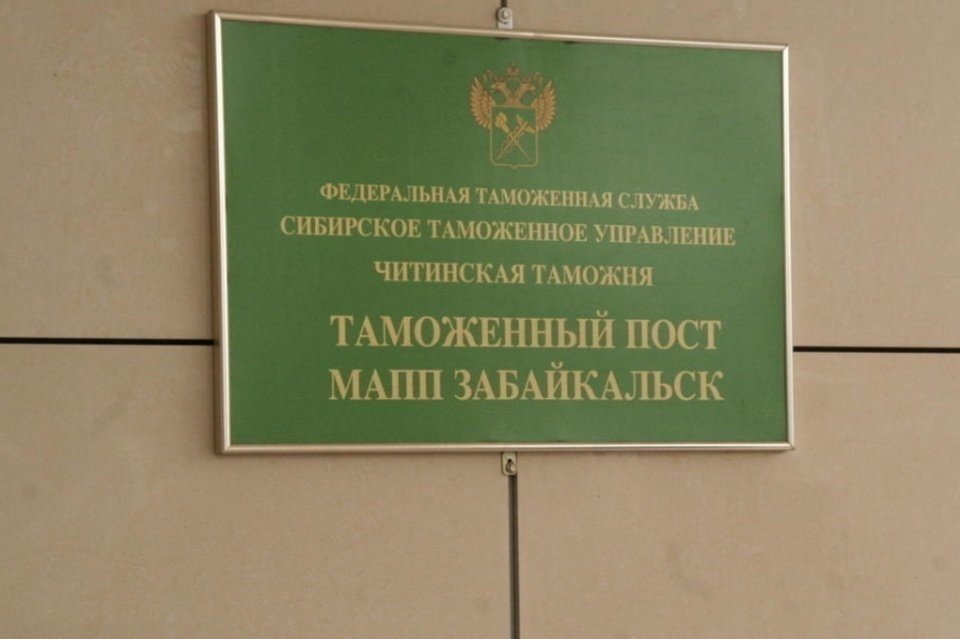 ФЕДЕРАЛЬНАЯ ТАМОЖЕННАЯ СЛУЖБА
СИБИРСКОЕ ТАМОЖЕННОЕ УПРАВЛЕНИЕ
ЧИТИНСКАЯ ТАМОЖНЯ
ТАМОЖЕННЫЙ ПОСТ
МАПП ЗАБАЙКАЛЬСК